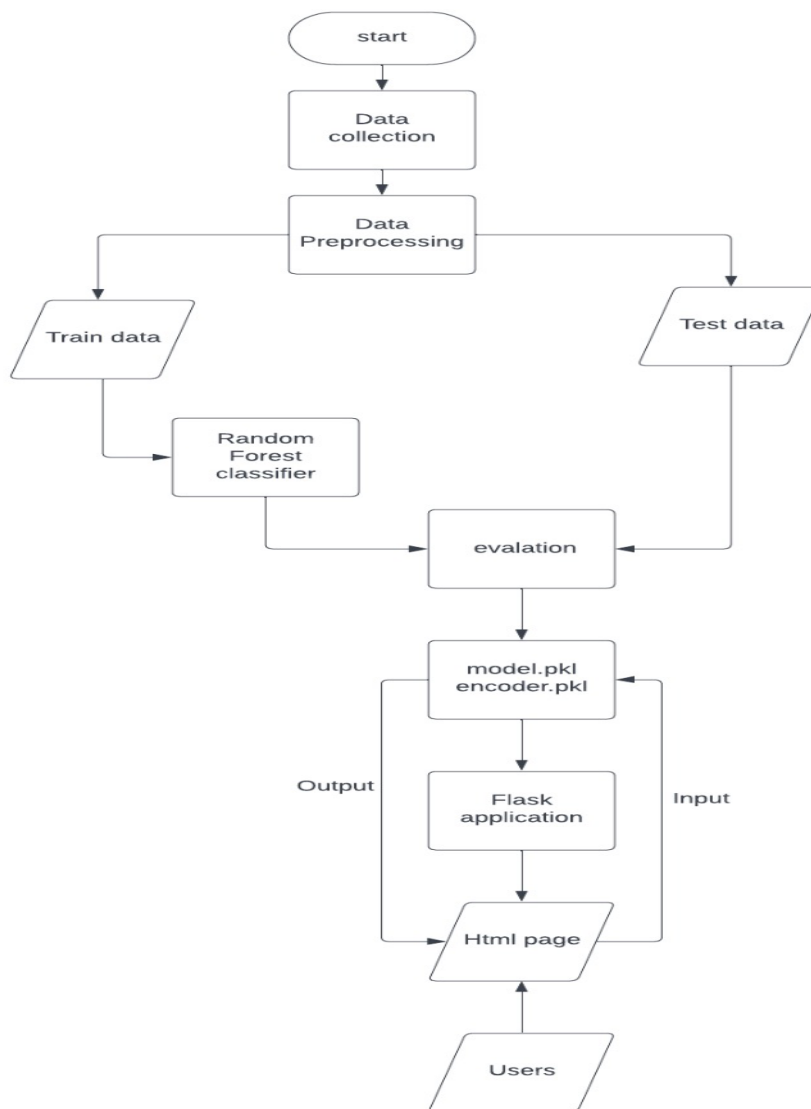 start
Data
collection
Data
Preprocessing
Train data
Test data
Random
Forest
classifier
evalation
model.pkl
encoder.pkl
Output
Flask
application
Input
Html page
Users